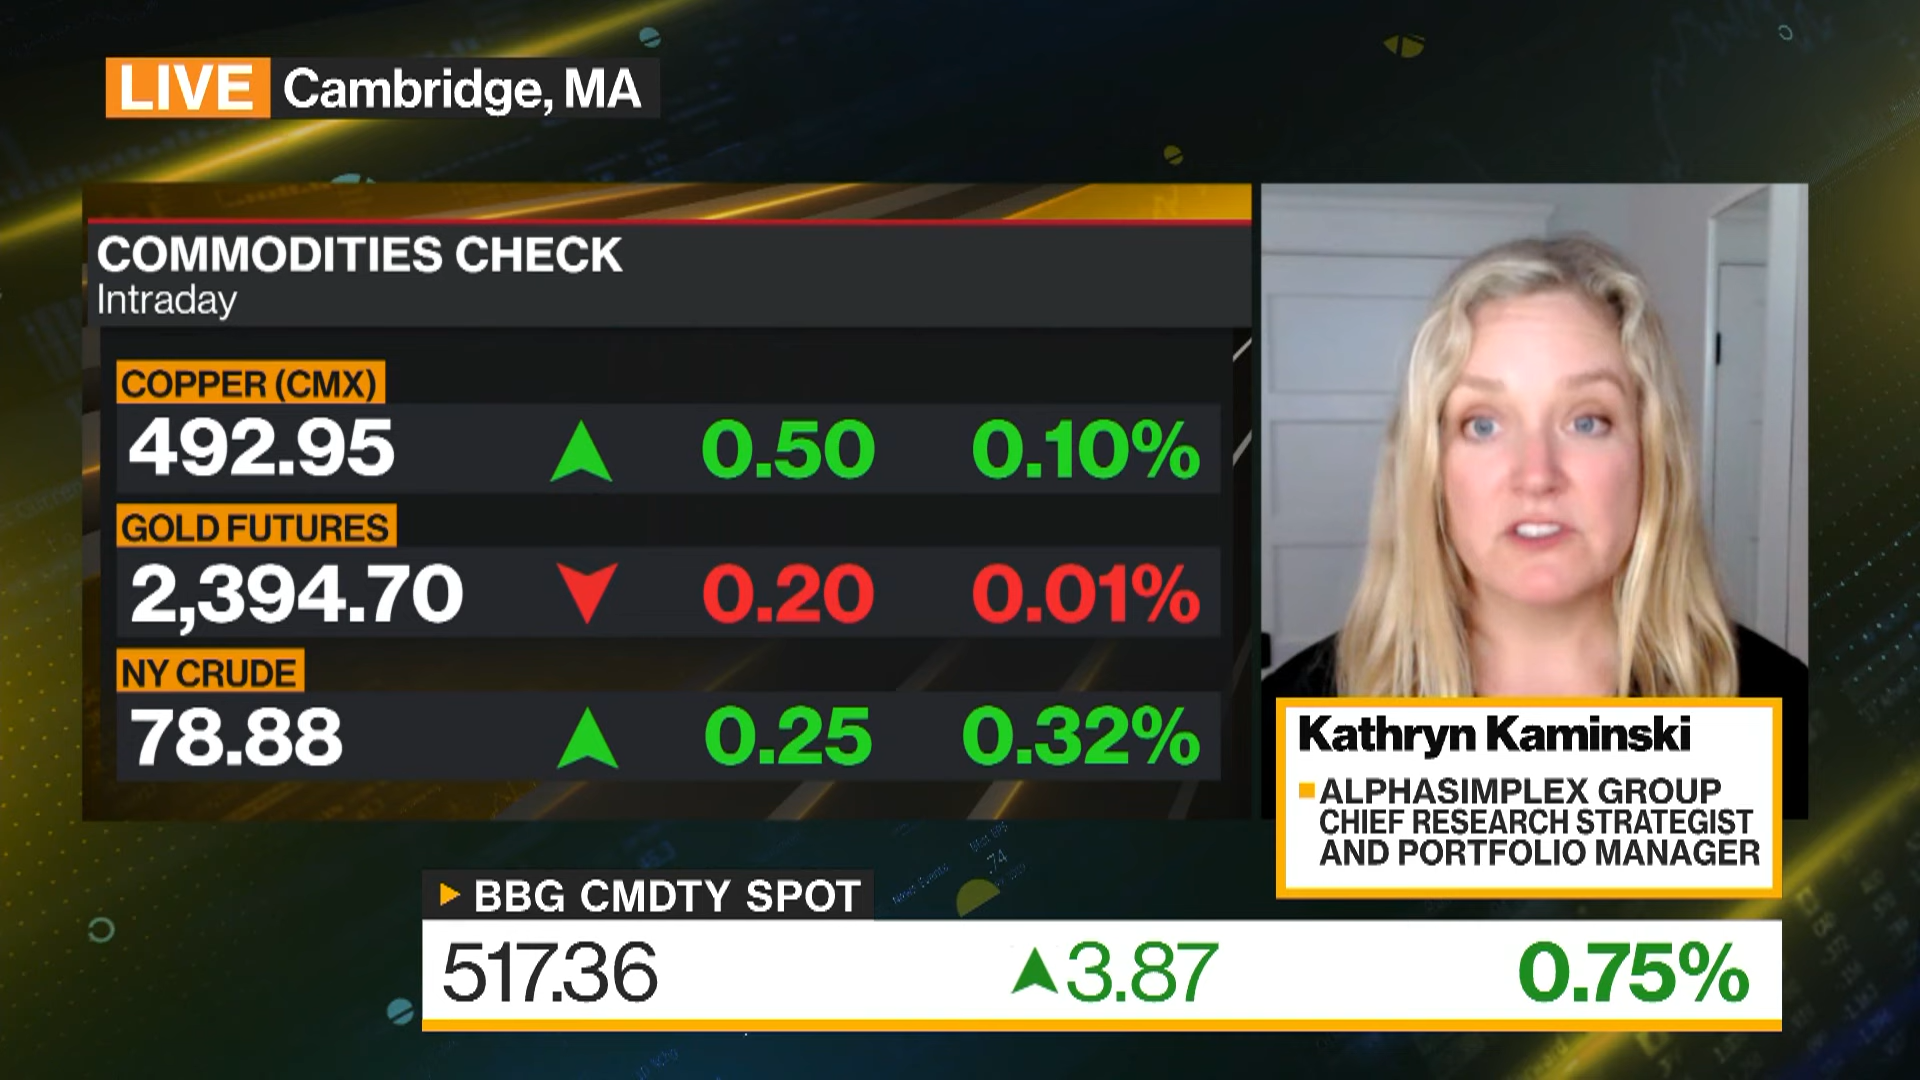 LIVE Cambridge, MA
COMMODITIES CHECK
Intraday
COPPER (CMX)
492.95 ▲ 0.50 0.10%
GOLD FUTURES
2,394.70 ▼ 0.20 0.01%
NY CRUDE
78.88 ▲ 0.25 0.32%
Kathryn Kaminski
ALPHASIMPLEX GROUP
CHIEF RESEARCH STRATEGIST
AND PORTFOLIO MANAGER
BBG CMDTY SPOT
517.36 ▲ 3.87 0.75%